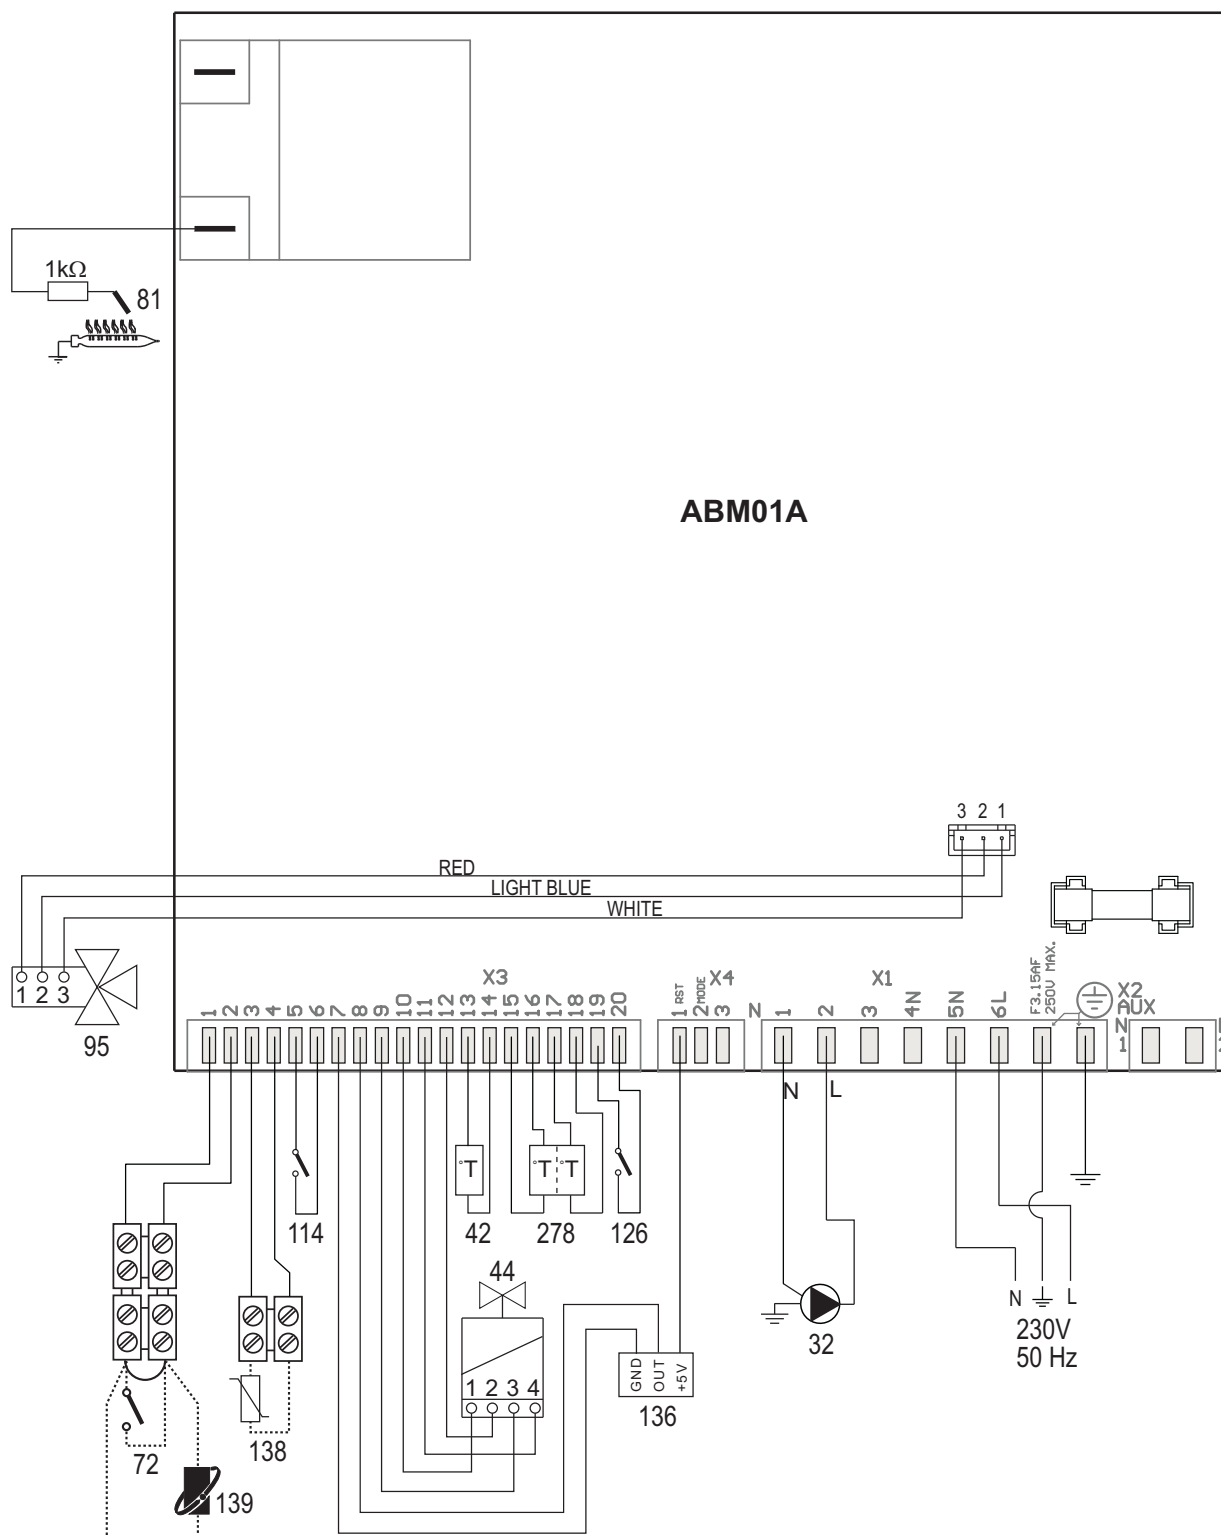 1kΩ
81
ABM01A
3 2 1
RED
LIGHT BLUE
WHITE
1 2 3
95
X3
1 2 3 4 5 6 7 8 9 10 11 12 13 14 15 16 17 18 19 20
X4
1 RST 2 MODE 3
X1
N 1 2 3 4N 5N 6L
F3.15AF
250V MAX.
X2
AUX
N
1
N L
°T
°T °T
114
42
278
126
44
1 2 3 4
GND
OUT
+5V
136
32
N L
230V
50 Hz
72
138
139